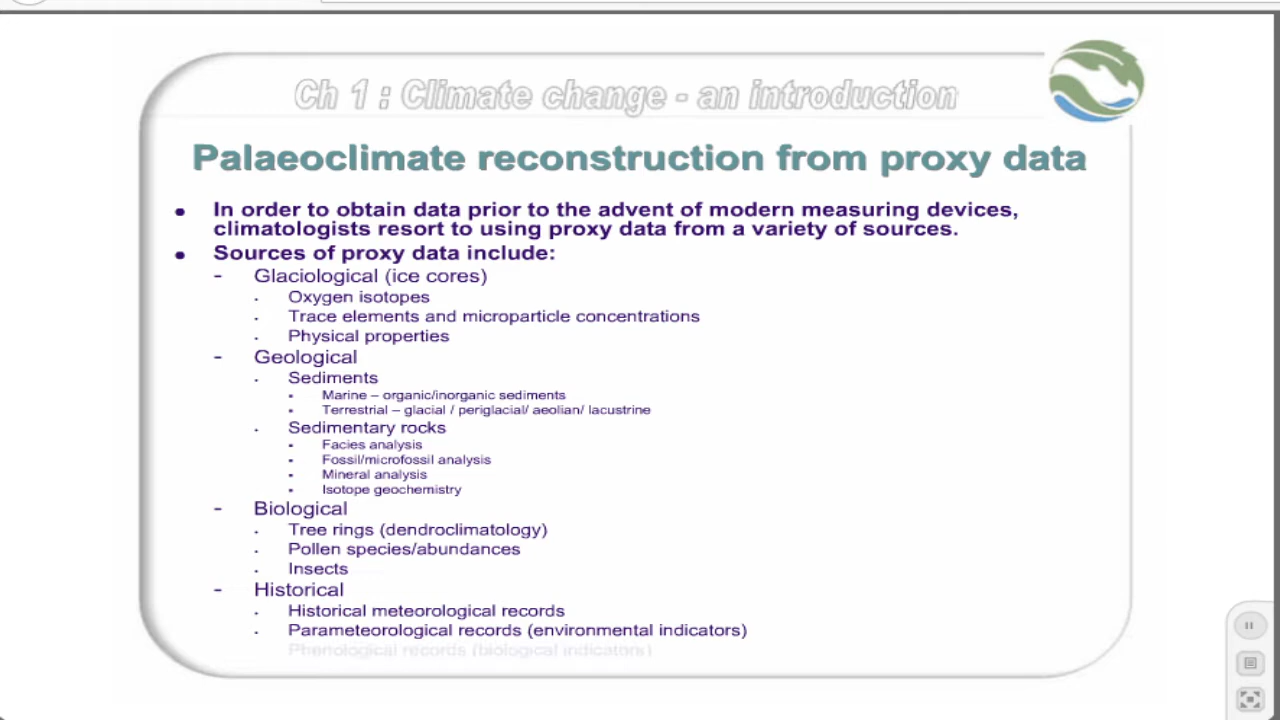 Ch 1 : Climate change - an introduction
Palaeoclimate reconstruction from proxy data
• In order to obtain data prior to the advent of modern measuring devices,
climatologists resort to using proxy data from a variety of sources.
• Sources of proxy data include:
- Glaciological (ice cores)
· Oxygen isotopes
· Trace elements and microparticle concentrations
· Physical properties
- Geological
· Sediments
▪ Marine – organic/inorganic sediments
▪ Terrestrial – glacial / periglacial/ aeolian/ lacustrine
· Sedimentary rocks
▪ Facies analysis
▪ Fossil/microfossil analysis
▪ Mineral analysis
▪ Isotope geochemistry
- Biological
· Tree rings (dendroclimatology)
· Pollen species/abundances
· Insects
- Historical
· Historical meteorological records
· Parameteorological records (environmental indicators)
Phenological records (biological indicators)